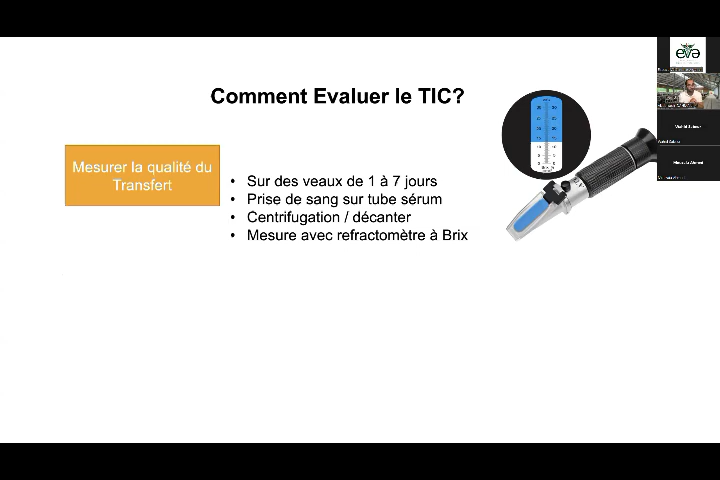 Comment Evaluer le TIC?
Mesurer la qualité du
Transfert
• Sur des veaux de 1 à 7 jours
• Prise de sang sur tube sérum
• Centrifugation / décanter
• Mesure avec refractomètre à Brix
eva